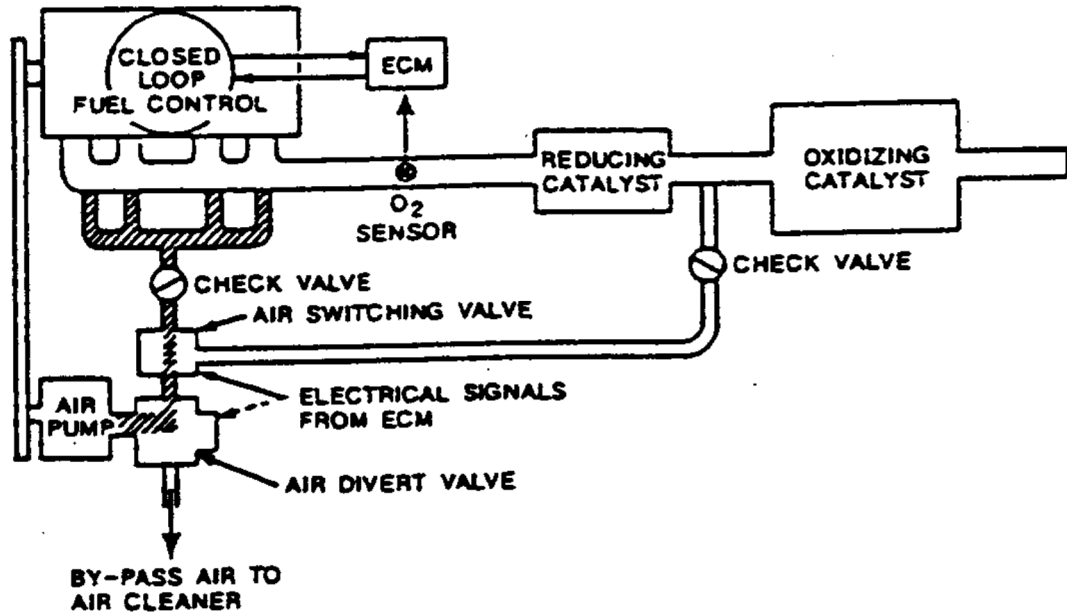 CLOSED
LOOP
FUEL CONTROL
ECM
O2
SENSOR
REDUCING
CATALYST
OXIDIZING
CATALYST
CHECK VALVE
CHECK VALVE
AIR SWITCHING VALVE
ELECTRICAL SIGNALS
FROM ECM
AIR
PUMP
AIR DIVERT VALVE
BY-PASS AIR TO
AIR CLEANER